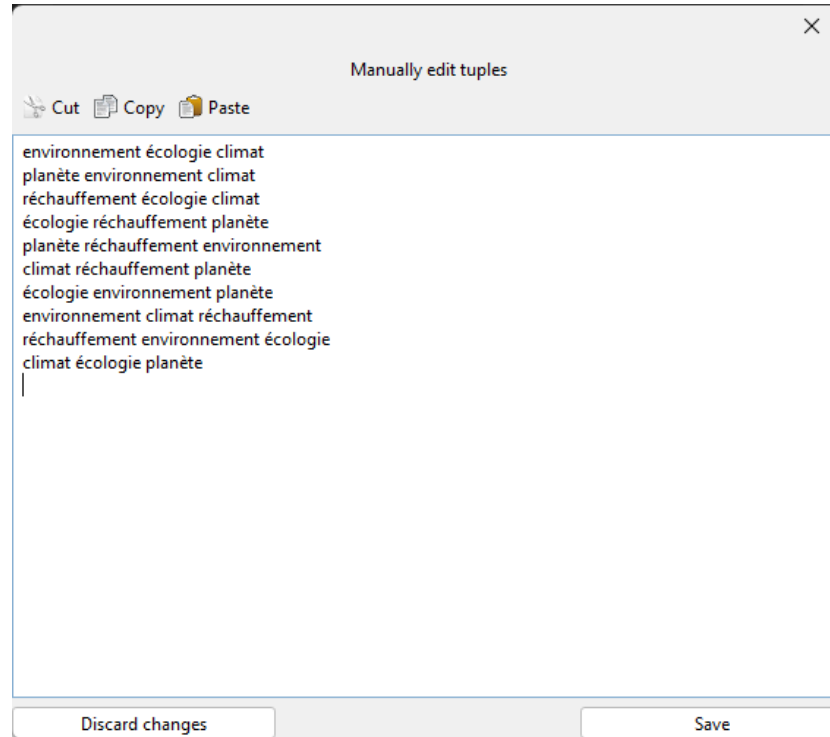 Manually edit tuples
Cut Copy Paste
environnement écologie climat
planète environnement climat
réchauffement écologie climat
écologie réchauffement planète
planète réchauffement environnement
climat réchauffement planète
écologie environnement planète
environnement climat réchauffement
réchauffement environnement écologie
climat écologie planète
Discard changes Save